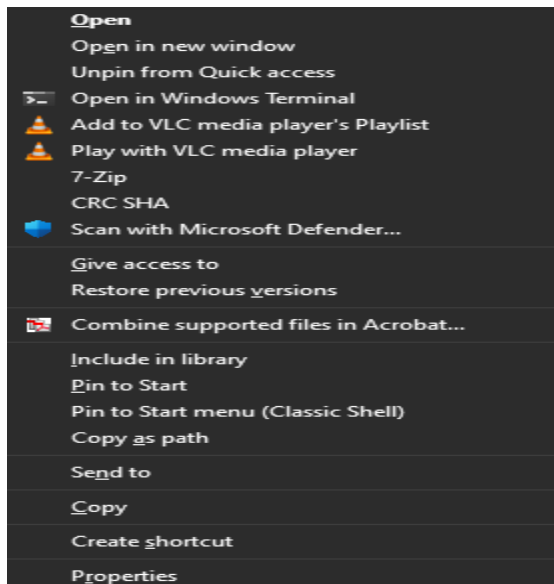 Open
Open in new window
Unpin from Quick access
Open in Windows Terminal
Add to VLC media player's Playlist
Play with VLC media player
7-Zip
CRC SHA
Scan with Microsoft Defender...
Give access to
Restore previous versions
Combine supported files in Acrobat...
Include in library
Pin to Start
Pin to Start menu (Classic Shell)
Copy as path
Send to
Copy
Create shortcut
Properties